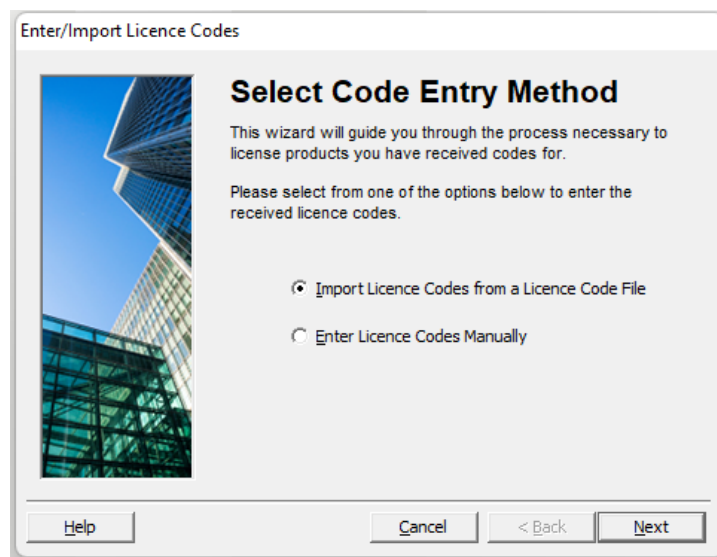 Enter/Import Licence Codes
Select Code Entry Method
This wizard will guide you through the process necessary to
license products you have received codes for.
Please select from one of the options below to enter the
received licence codes.
Import Licence Codes from a Licence Code File
Enter Licence Codes Manually
Help
Cancel
< Back
Next